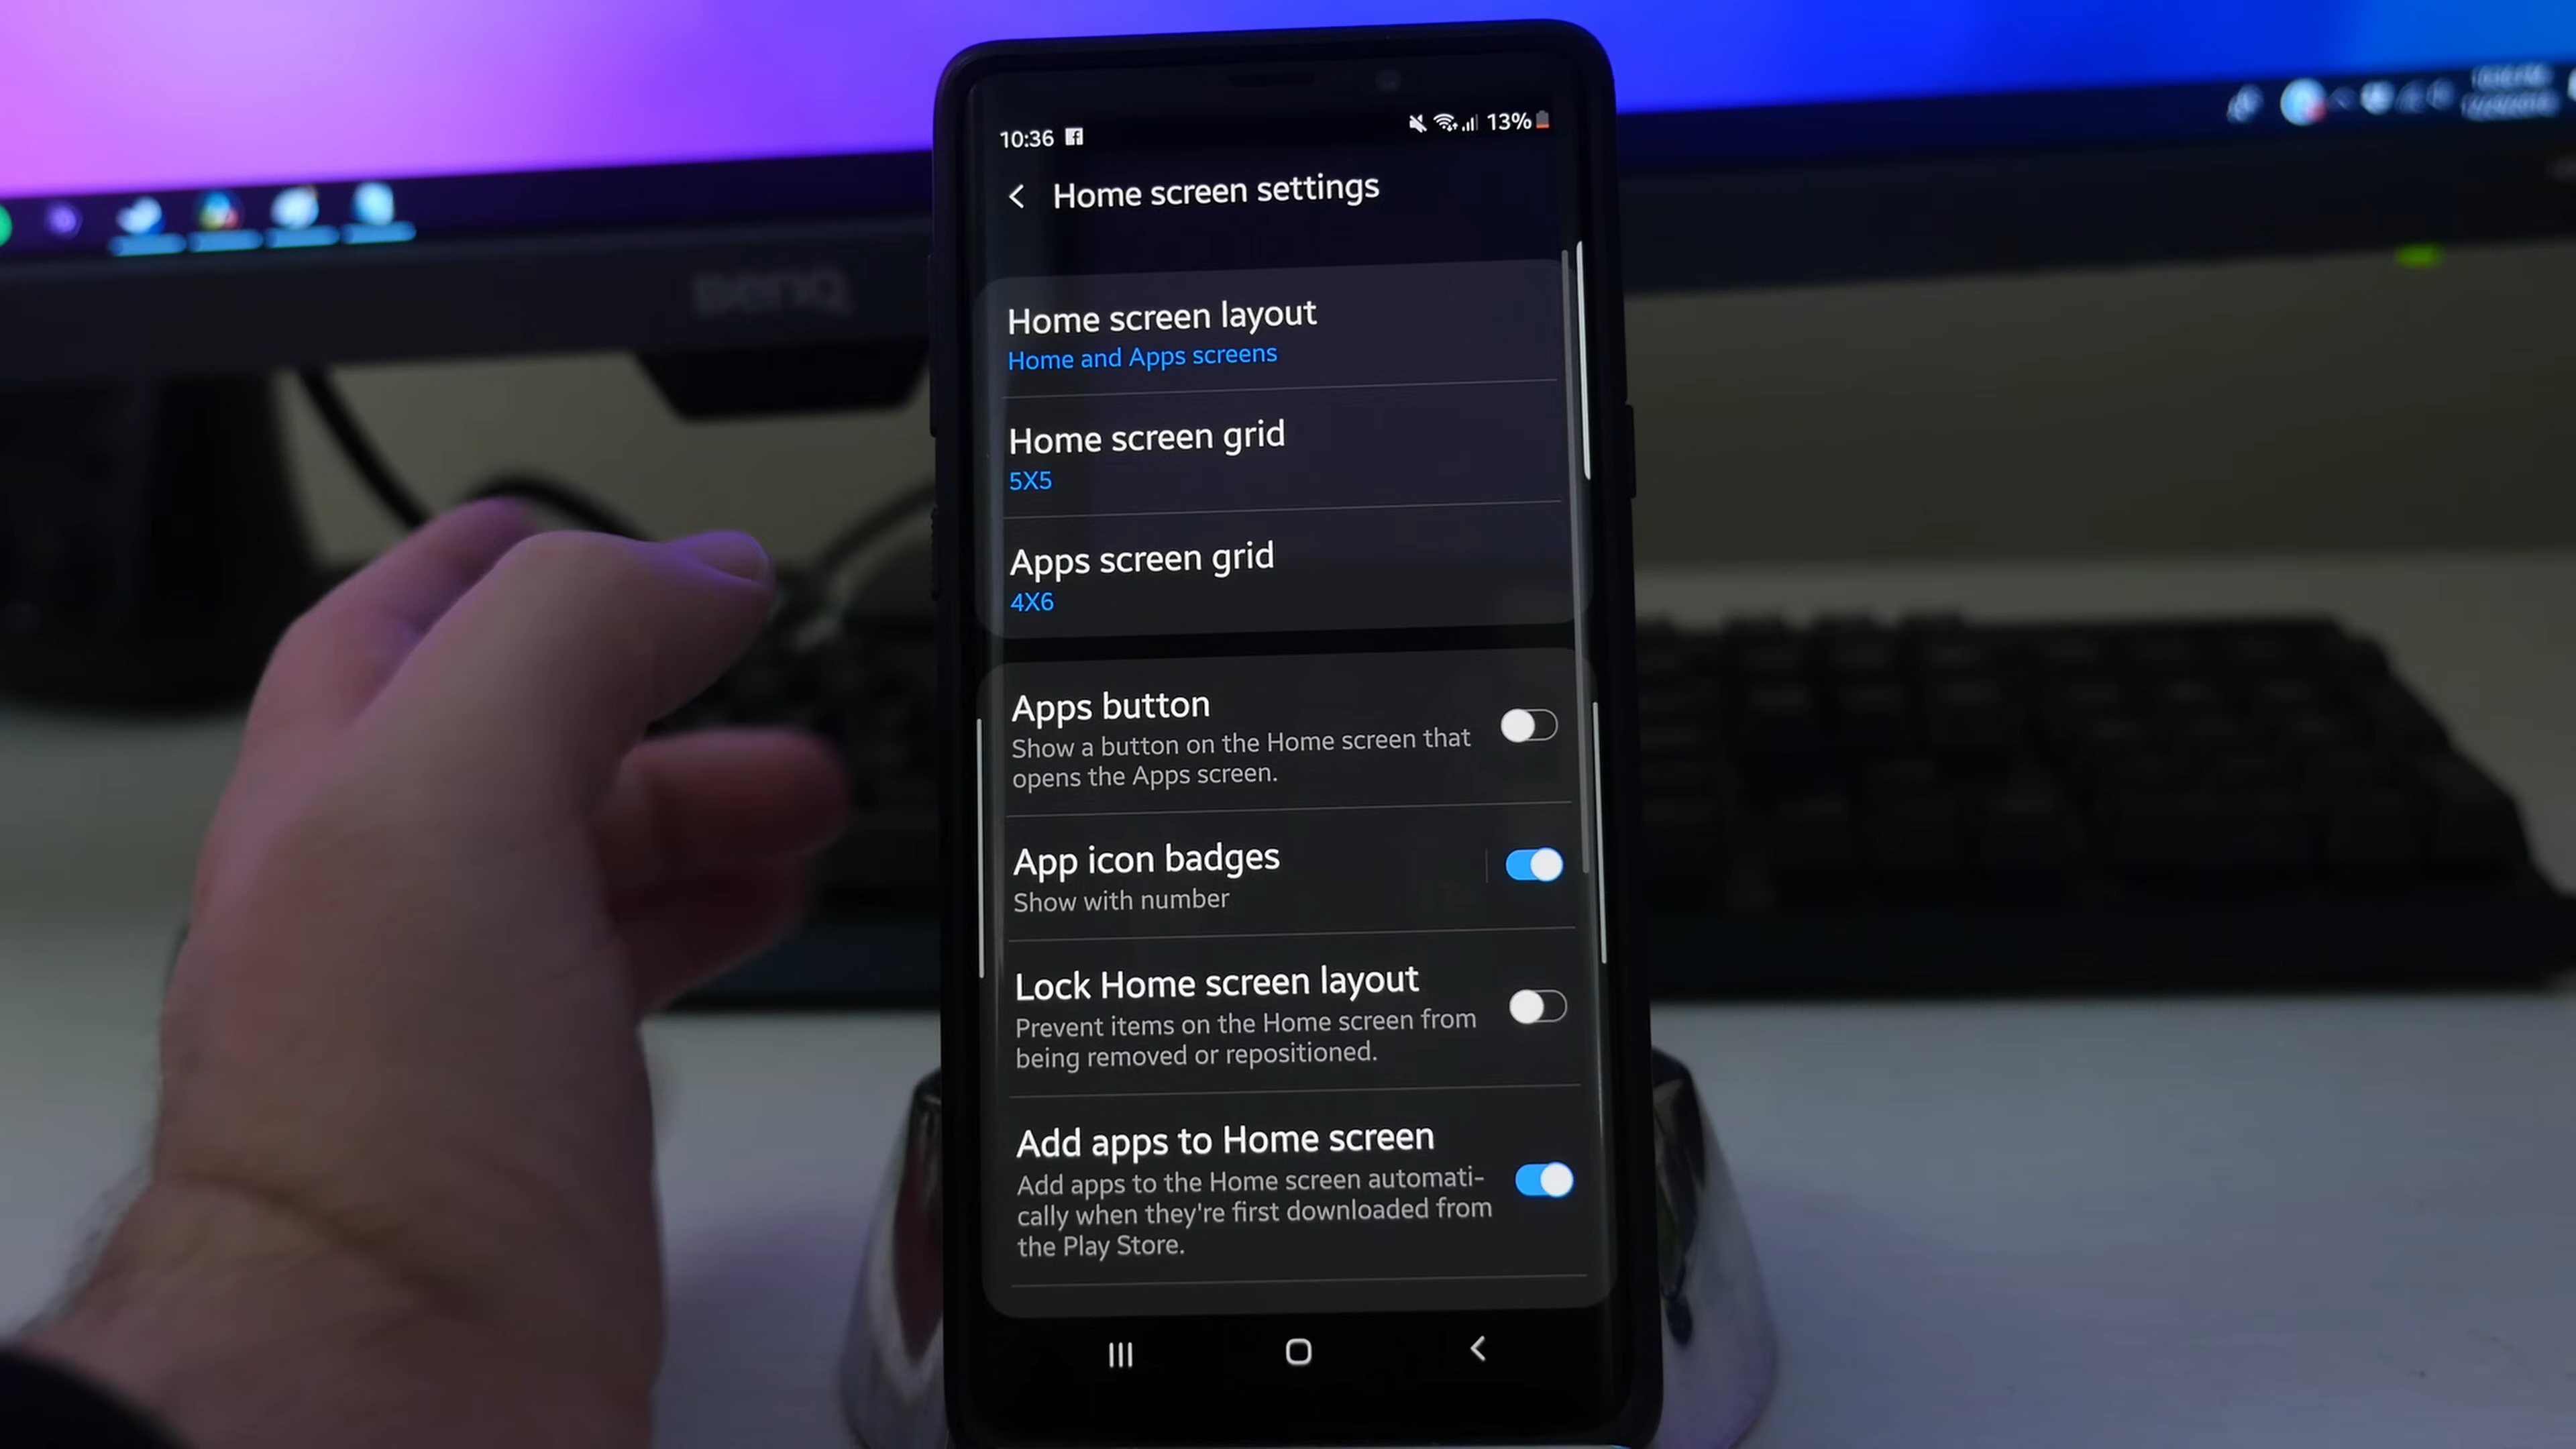 BenQ
10:36
13%
Home screen settings
Home screen layout
Home and Apps screens
Home screen grid
5X5
Apps screen grid
4X6
Apps button
Show a button on the Home screen that
opens the Apps screen.
App icon badges
Show with number
Lock Home screen layout
Prevent items on the Home screen from
being removed or repositioned.
Add apps to Home screen
Add apps to the Home screen automati-
cally when they're first downloaded from
the Play Store.